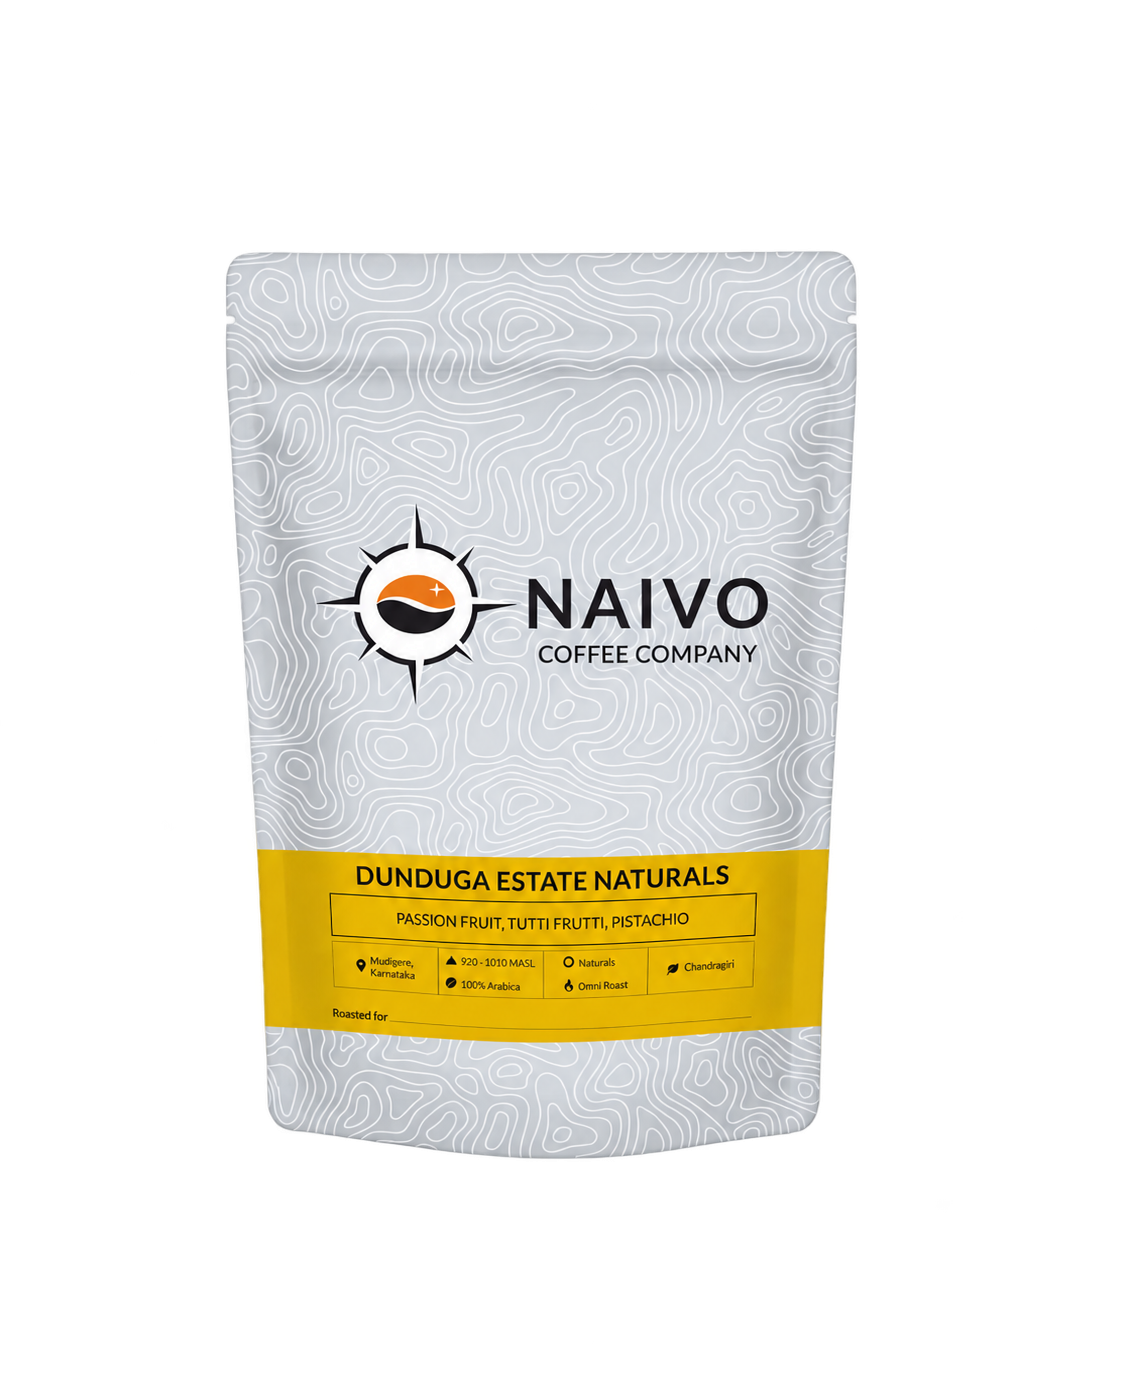 NAIVO
COFFEE COMPANY
DUNDUGA ESTATE NATURALS
PASSION FRUIT, TUTTI FRUTTI, PISTACHIO
Mudigere,
Karnataka
920 - 1010 MASL
100% Arabica
Naturals
Omni Roast
Chandragiri
Roasted for